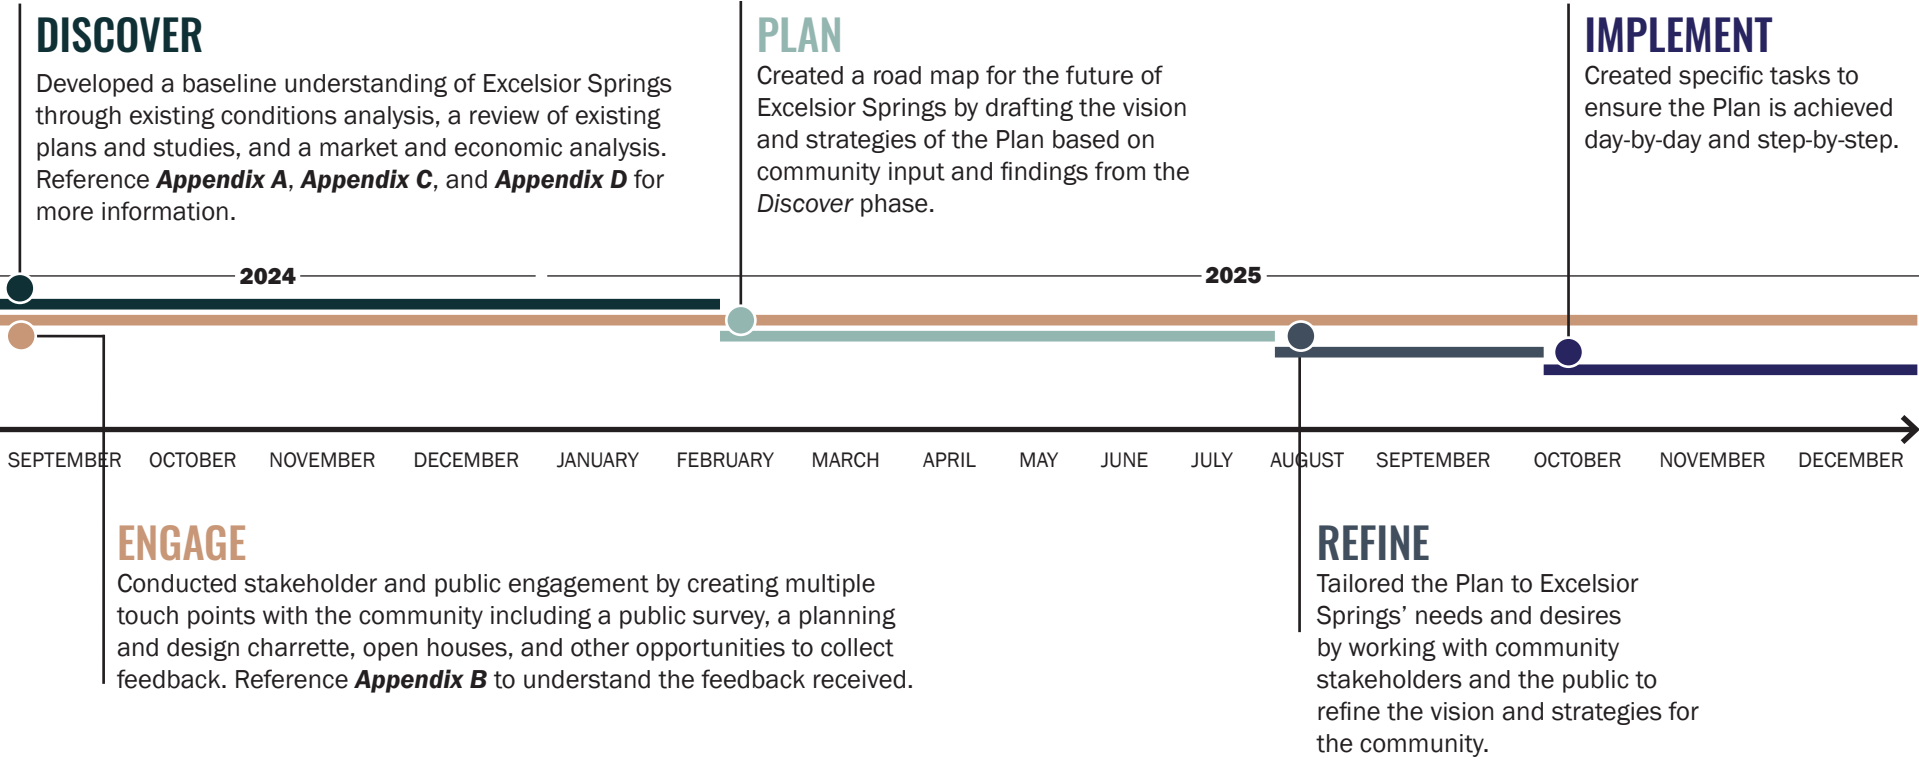 DISCOVER
Developed a baseline understanding of Excelsior Springs
through existing conditions analysis, a review of existing
plans and studies, and a market and economic analysis.
Reference Appendix A, Appendix C, and Appendix D for
more information.
PLAN
Created a road map for the future of
Excelsior Springs by drafting the vision
and strategies of the Plan based on
community input and findings from the
Discover phase.
IMPLEMENT
Created specific tasks to
ensure the Plan is achieved
day-by-day and step-by-step.
2024 2025
SEPTEMBER OCTOBER NOVEMBER DECEMBER JANUARY FEBRUARY MARCH APRIL MAY JUNE JULY AUGUST SEPTEMBER OCTOBER NOVEMBER DECEMBER
ENGAGE
Conducted stakeholder and public engagement by creating multiple
touch points with the community including a public survey, a planning
and design charrette, open houses, and other opportunities to collect
feedback. Reference Appendix B to understand the feedback received.
REFINE
Tailored the Plan to Excelsior
Springs’ needs and desires
by working with community
stakeholders and the public to
refine the vision and strategies for
the community.